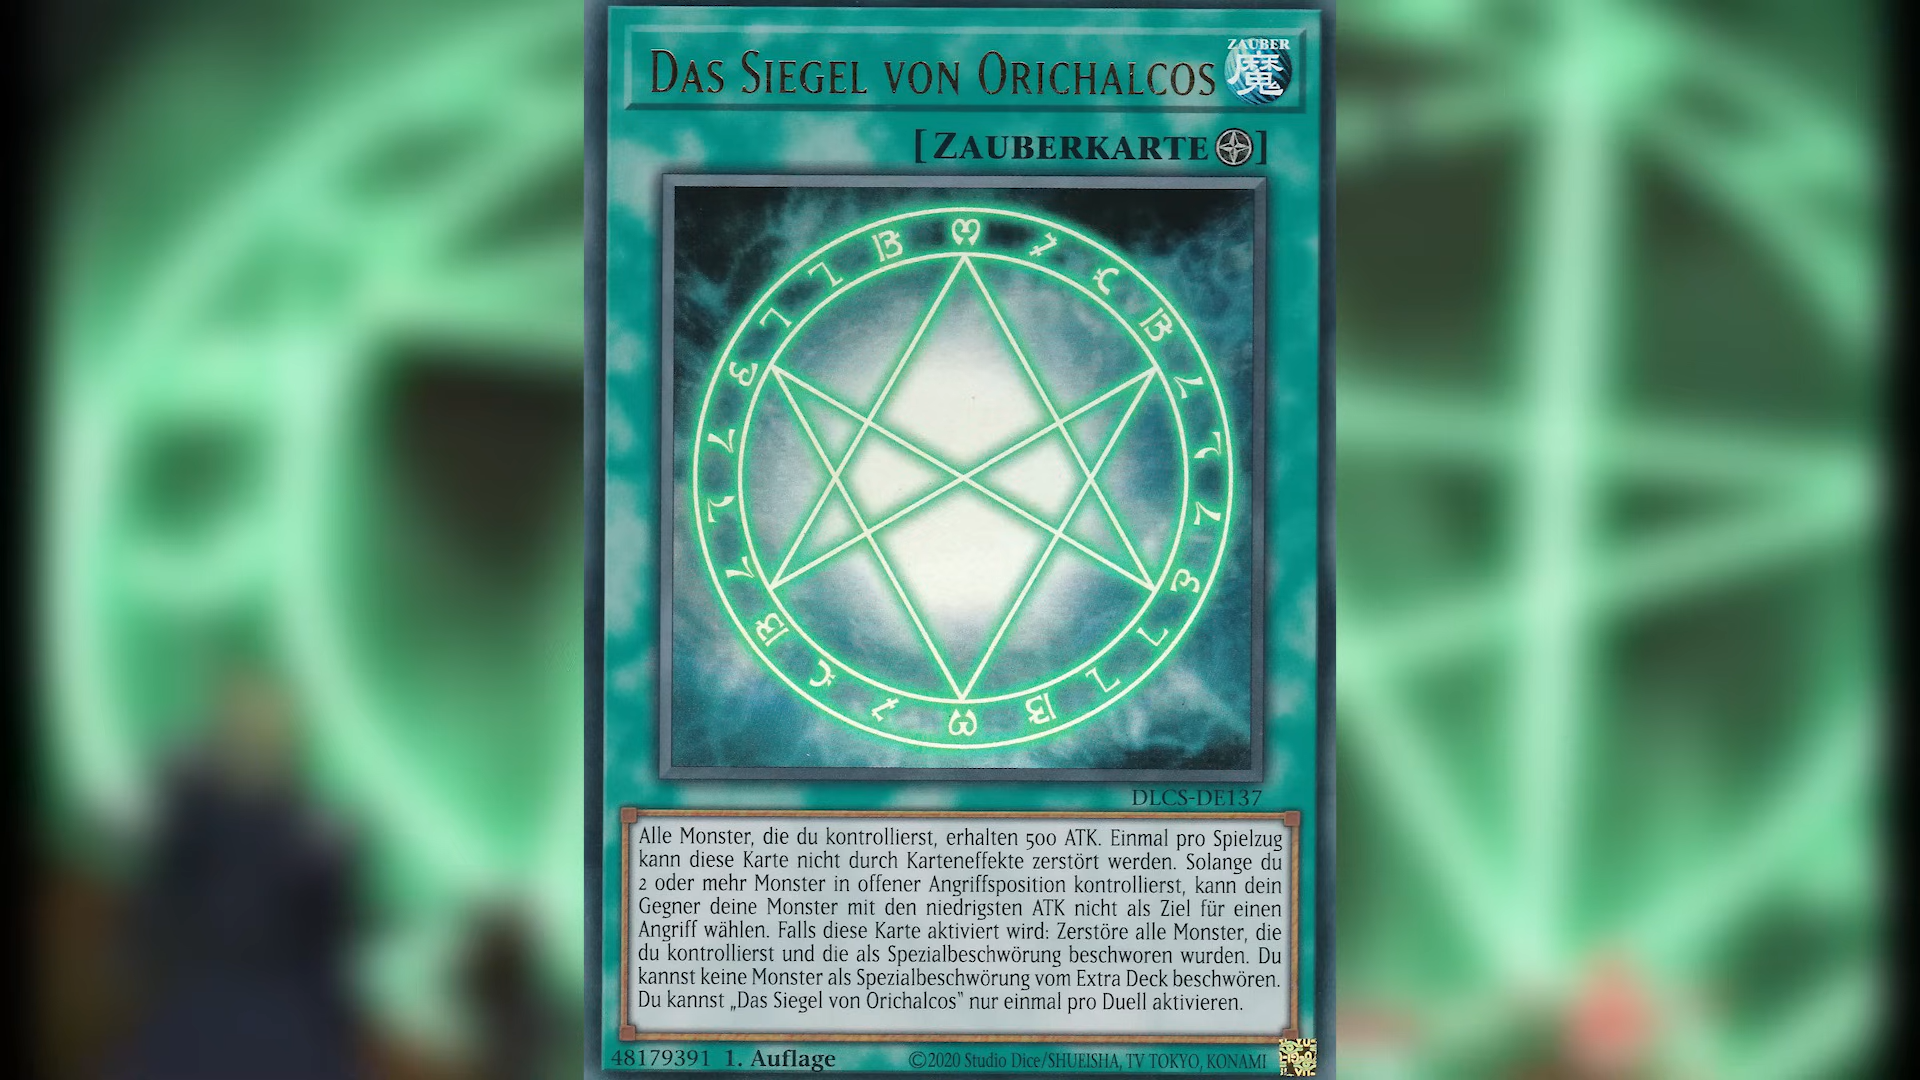 DAS SIEGEL VON ORICHALCOS
ZAUBER
魔
[ZAUBERKARTE]
DLCS-DE137
Alle Monster, die du kontrollierst, erhalten 500 ATK. Einmal pro Spielzug
kann diese Karte nicht durch Karteneffekte zerstört werden. Solange du
2 oder mehr Monster in offener Angriffsposition kontrollierst, kann dein
Gegner deine Monster mit den niedrigsten ATK nicht als Ziel für einen
Angriff wählen. Falls diese Karte aktiviert wird: Zerstöre alle Monster, die
du kontrollierst und die als Spezialbeschwörung beschworen wurden. Du
kannst keine Monster als Spezialbeschwörung vom Extra Deck beschwören.
Du kannst „Das Siegel von Orichalcos" nur einmal pro Duell aktivieren.
48179391 1. Auflage
©2020 Studio Dice/SHUEISHA, TV TOKYO, KONAMI